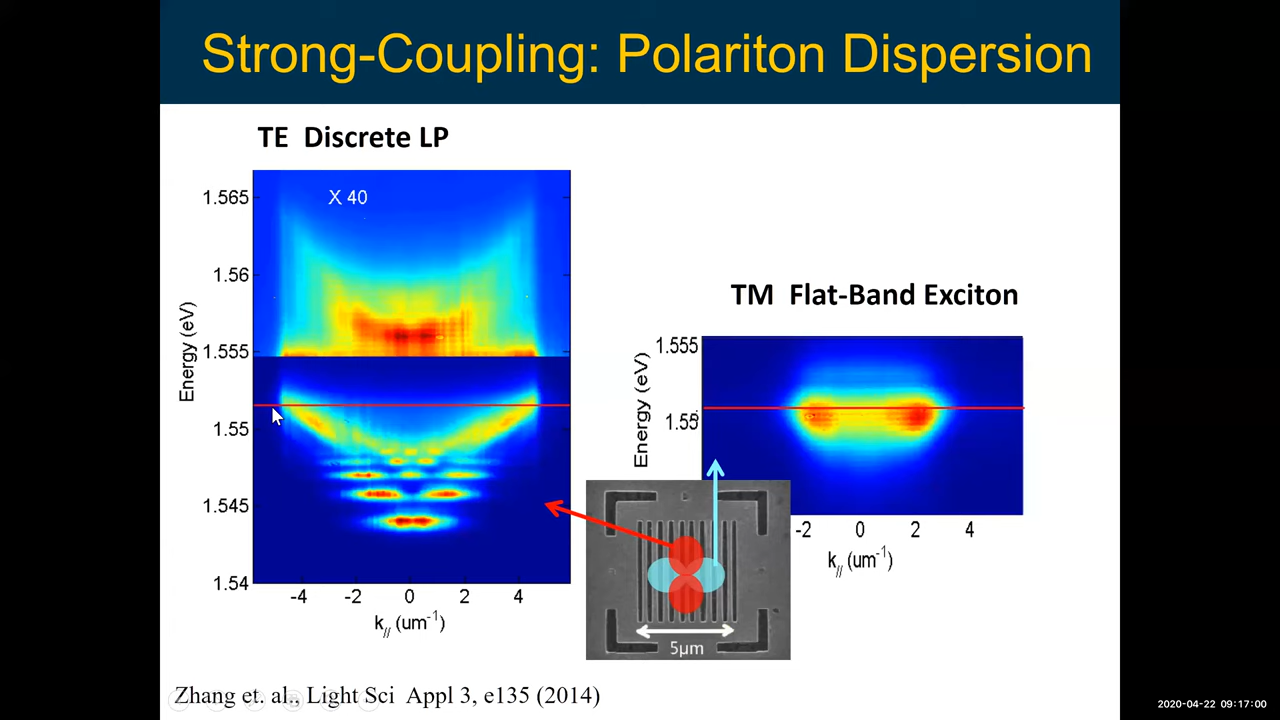 Strong-Coupling: Polariton Dispersion
TE Discrete LP
X 40
1.565
1.56
1.555
1.55
1.545
1.54
Energy (eV)
-4 -2 0 2 4
k// (um-1)
TM Flat-Band Exciton
1.555
1.55
Energy (eV)
-2 0 2 4
k// (um-1)
5µm
Zhang et. al., Light Sci Appl 3, e135 (2014)
2020-04-22 09:17:00